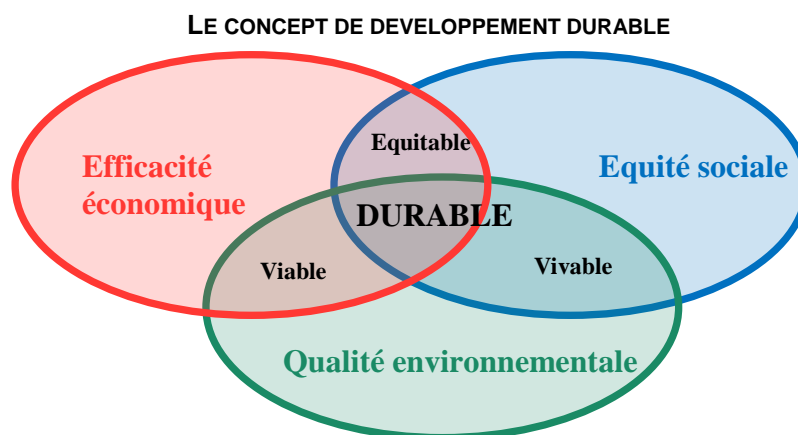 LE CONCEPT DE DEVELOPPEMENT DURABLE
Equitable
Efficacité
économique
Equité sociale
DURABLE
Viable
Vivable
Qualité environnementale